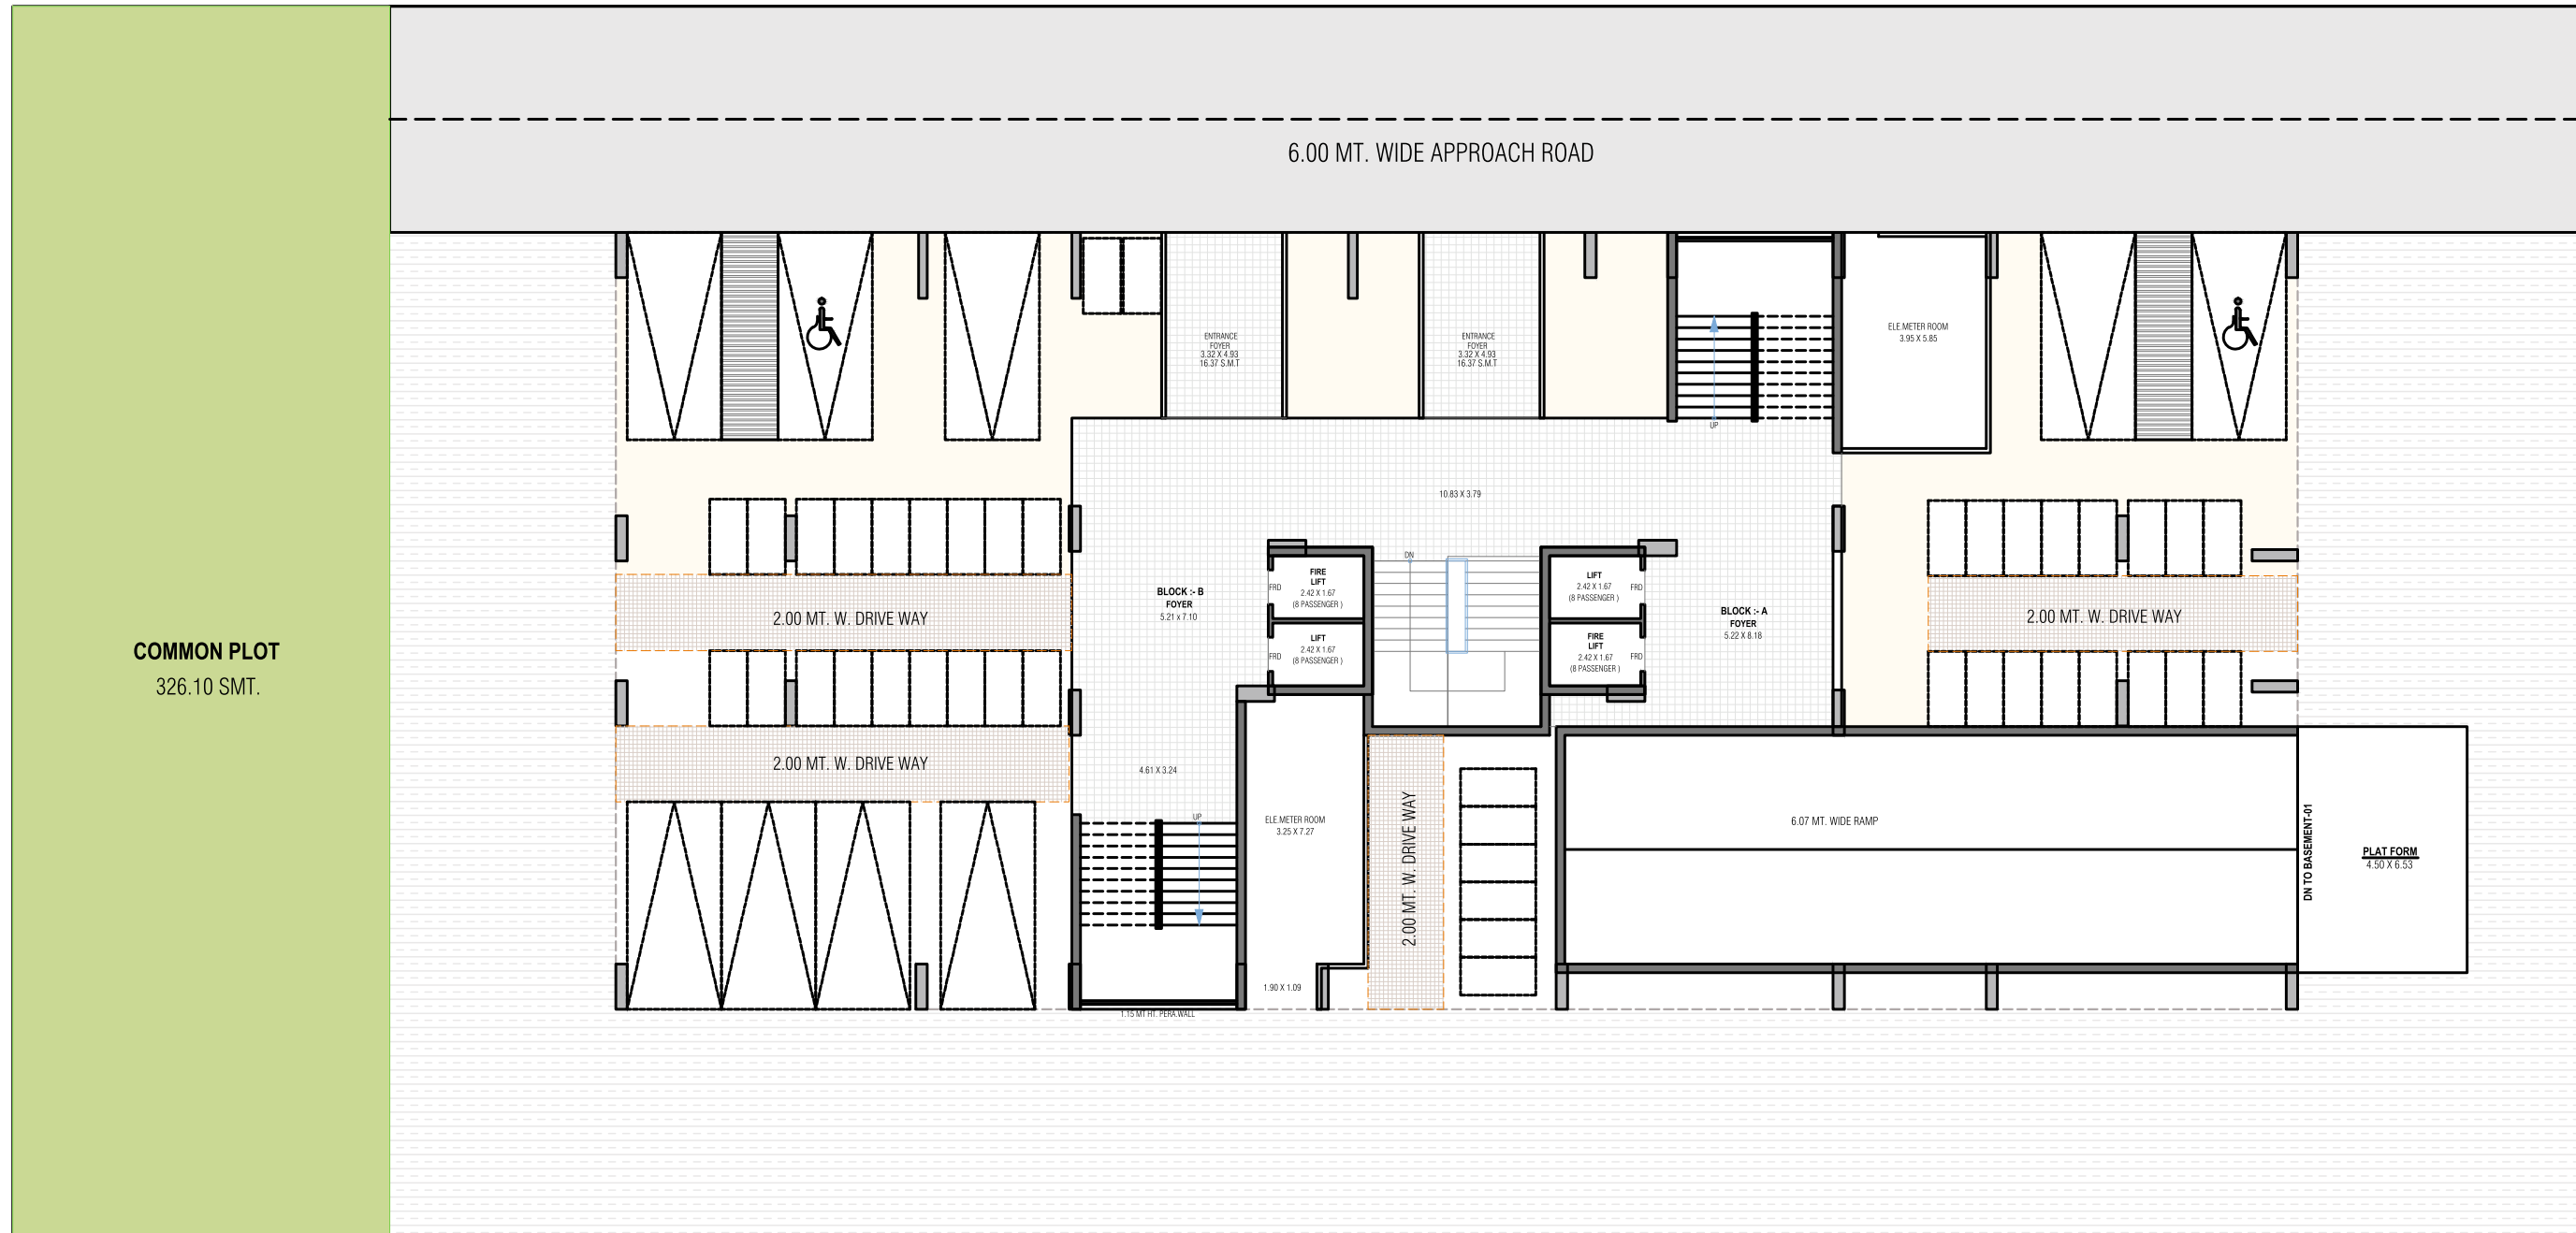 6.00 MT. WIDE APPROACH ROAD
ENTRANCE
FOYER
3.32 X 4.93
16.37 S.M.T
ENTRANCE
FOYER
3.32 X 4.93
16.37 S.M.T
UP
ELE.METER ROOM
3.95 X 5.85
10.83 X 3.79
DN
2.00 MT. W. DRIVE WAY
BLOCK :- B
FOYER
5.21 X 7.10
FRD
FIRE
LIFT
2.42 X 1.67
(8 PASSENGER )
FRD
LIFT
2.42 X 1.67
(8 PASSENGER )
LIFT
2.42 X 1.67
(8 PASSENGER )
FRD
FIRE
LIFT
2.42 X 1.67
(8 PASSENGER )
FRD
BLOCK :- A
FOYER
5.22 X 8.18
2.00 MT. W. DRIVE WAY
COMMON PLOT
326.10 SMT.
2.00 MT. W. DRIVE WAY
4.61 X 3.24
UP
ELE.METER ROOM
3.25 X 7.27
2.00 MT. W. DRIVE WAY
6.07 MT. WIDE RAMP
DN TO BASEMENT-01
PLAT FORM
4.50 X 6.53
1.90 X 1.09
1.15 MT HT. PERA.WALL